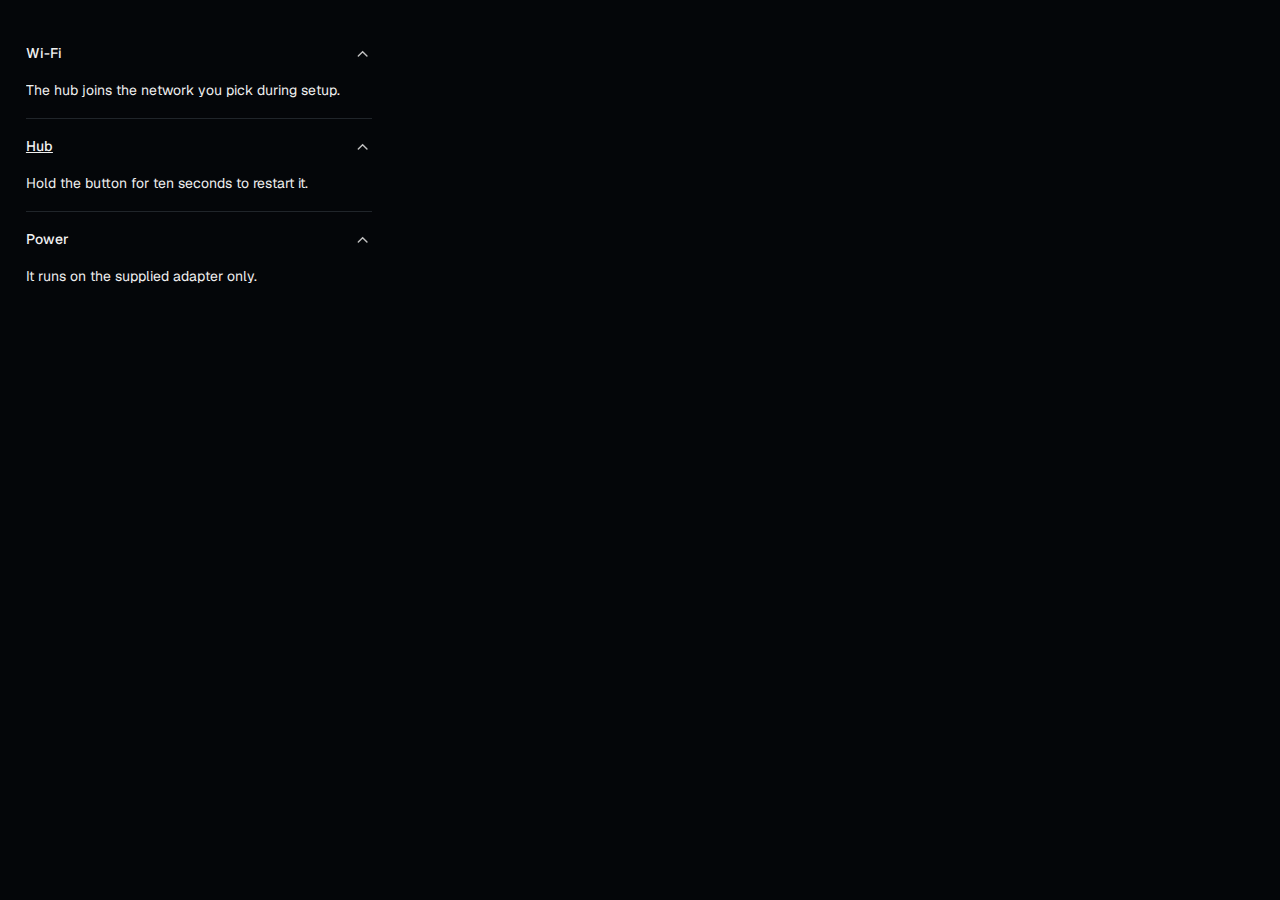 Wi-Fi
The hub joins the network you pick during setup.
Hub
Hold the button for ten seconds to restart it.
Power
It runs on the supplied adapter only.